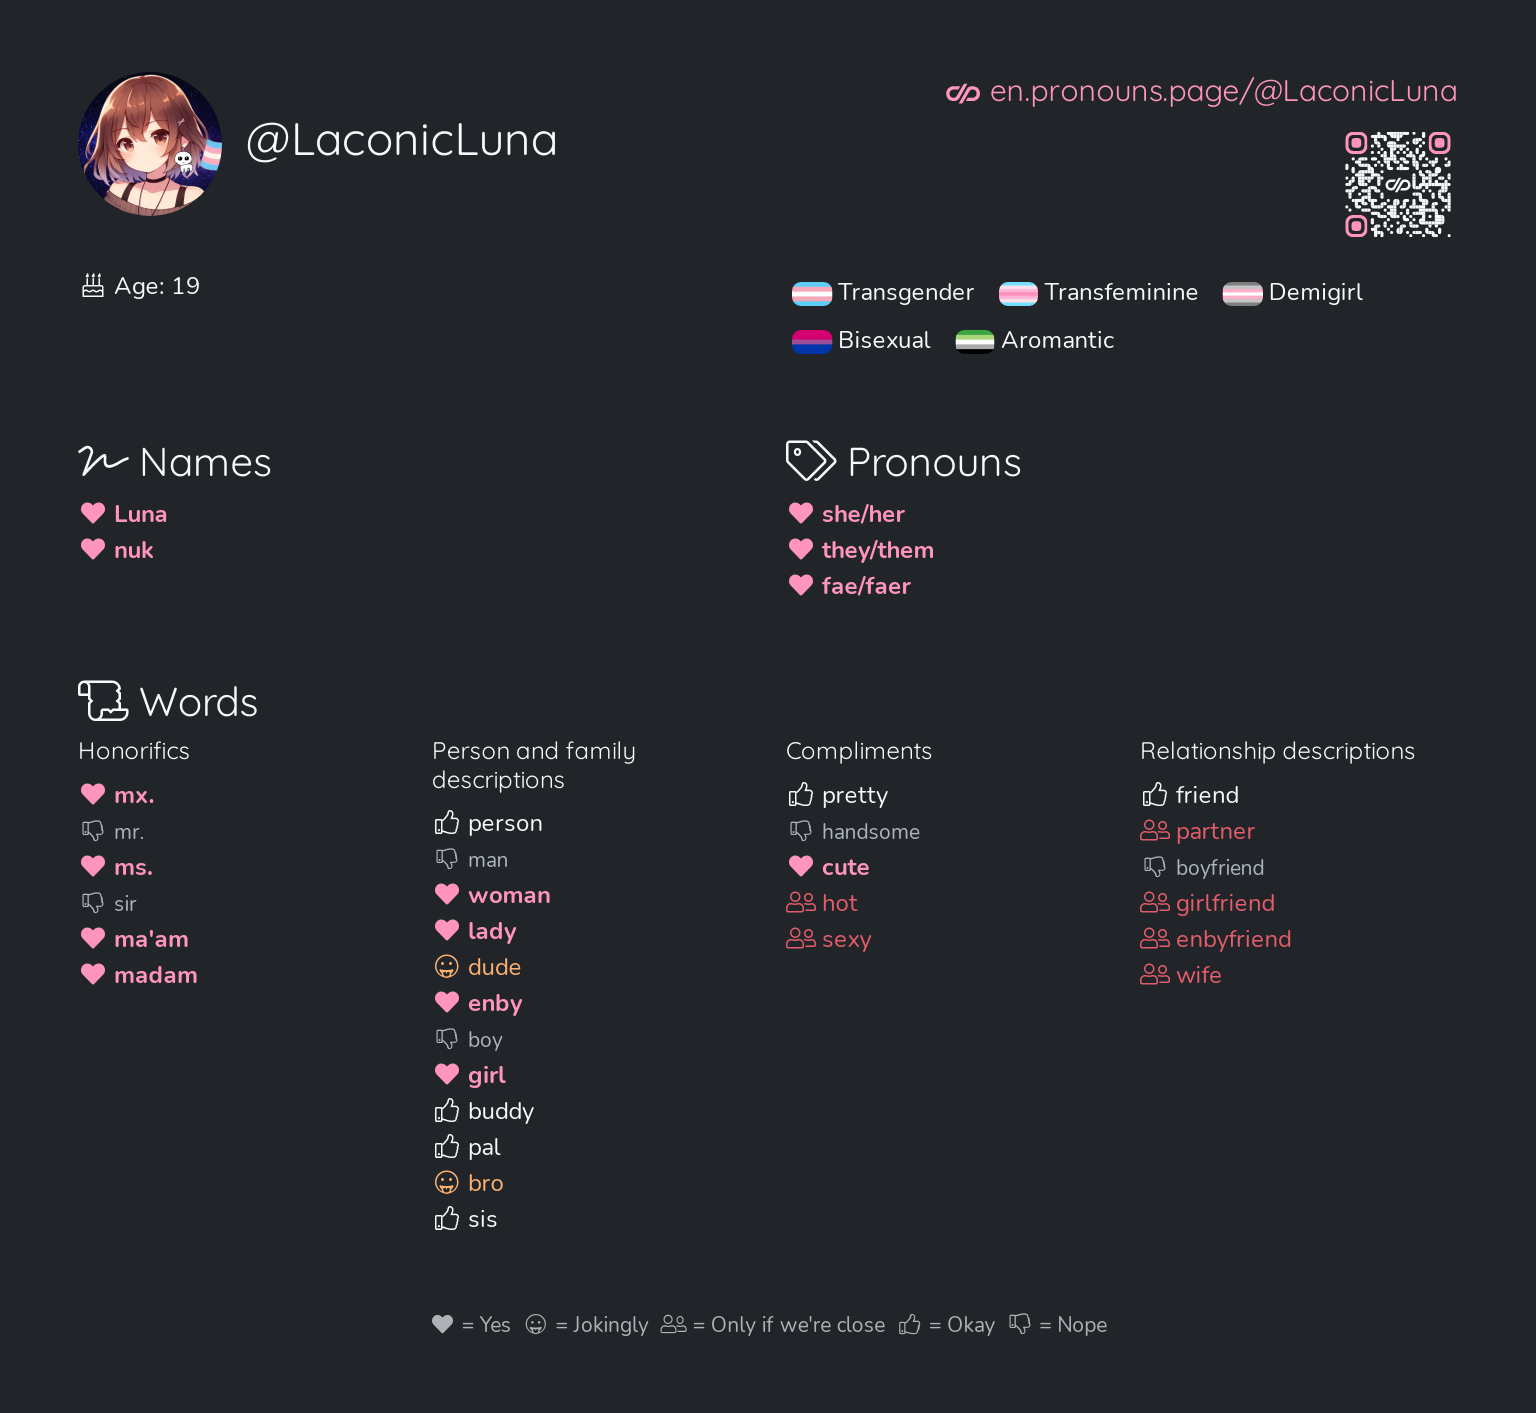 @LaconicLuna
en.pronouns.page/@LaconicLuna
Age: 19
Transgender Transfeminine Demigirl
Bisexual Aromantic
Names
Luna
nuk
Pronouns
she/her
they/them
fae/faer
Words
Honorifics
mx.
mr.
ms.
sir
ma'am
madam
Person and family
descriptions
person
man
woman
lady
dude
enby
boy
girl
buddy
pal
bro
sis
Compliments
pretty
handsome
cute
hot
sexy
Relationship descriptions
friend
partner
boyfriend
girlfriend
enbyfriend
wife
= Yes = Jokingly = Only if we're close = Okay = Nope